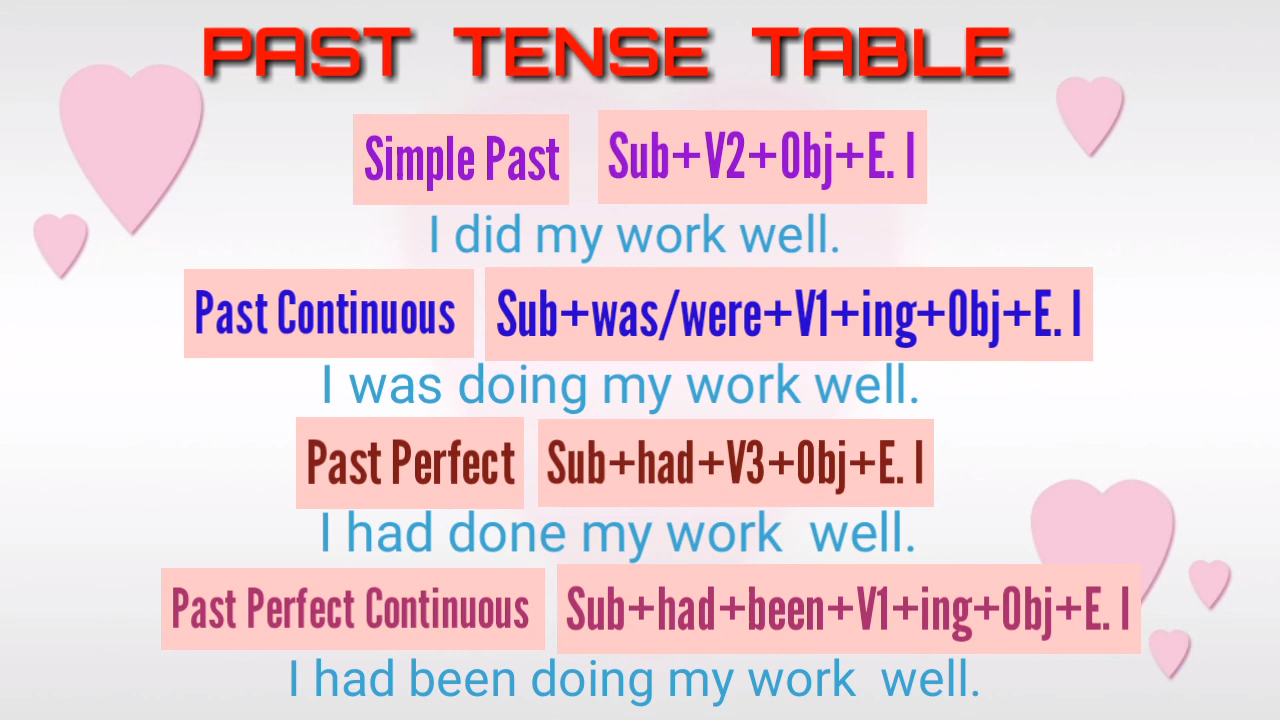 PAST TENSE TABLE
Simple Past Sub+V2+Obj+E. I
I did my work well.
Past Continuous Sub+was/were+V1+ing+Obj+E. I
I was doing my work well.
Past Perfect Sub+had+V3+Obj+E. I
I had done my work well.
Past Perfect Continuous Sub+had+been+V1+ing+Obj+E. I
I had been doing my work well.